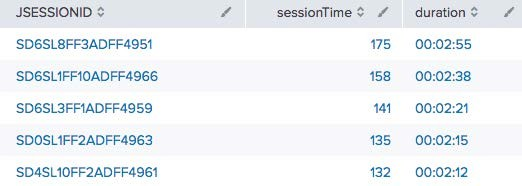 JSESSIONID sessionTime duration
SD6SL8FF3ADFF4951 175 00:02:55
SD6SL1FF10ADFF4966 158 00:02:38
SD6SL3FF1ADFF4959 141 00:02:21
SD0SL1FF2ADFF4963 135 00:02:15
SD4SL10FF2ADFF4961 132 00:02:12